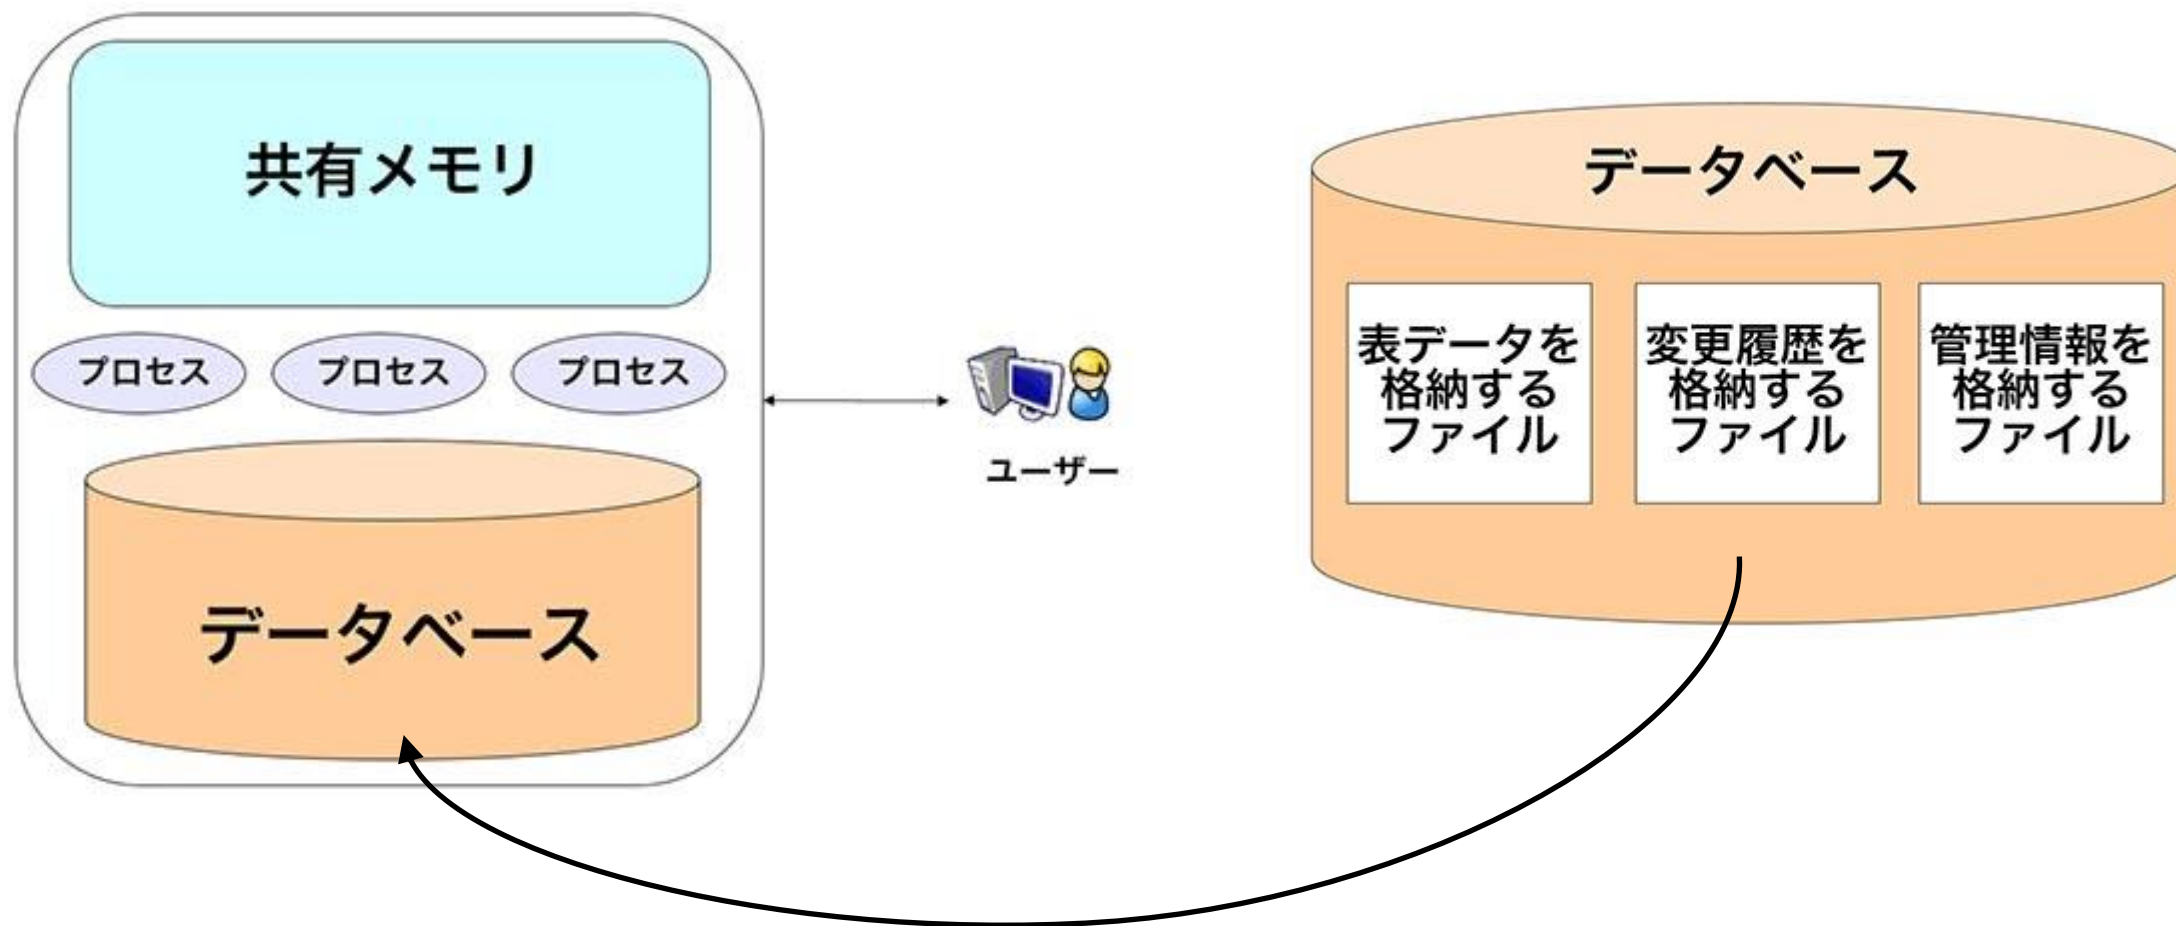 共有メモリ
プロセス
プロセス
プロセス
データベース
ユーザー
データベース
表データを
格納する
ファイル
変更履歴を
格納する
ファイル
管理情報を
格納する
ファイル